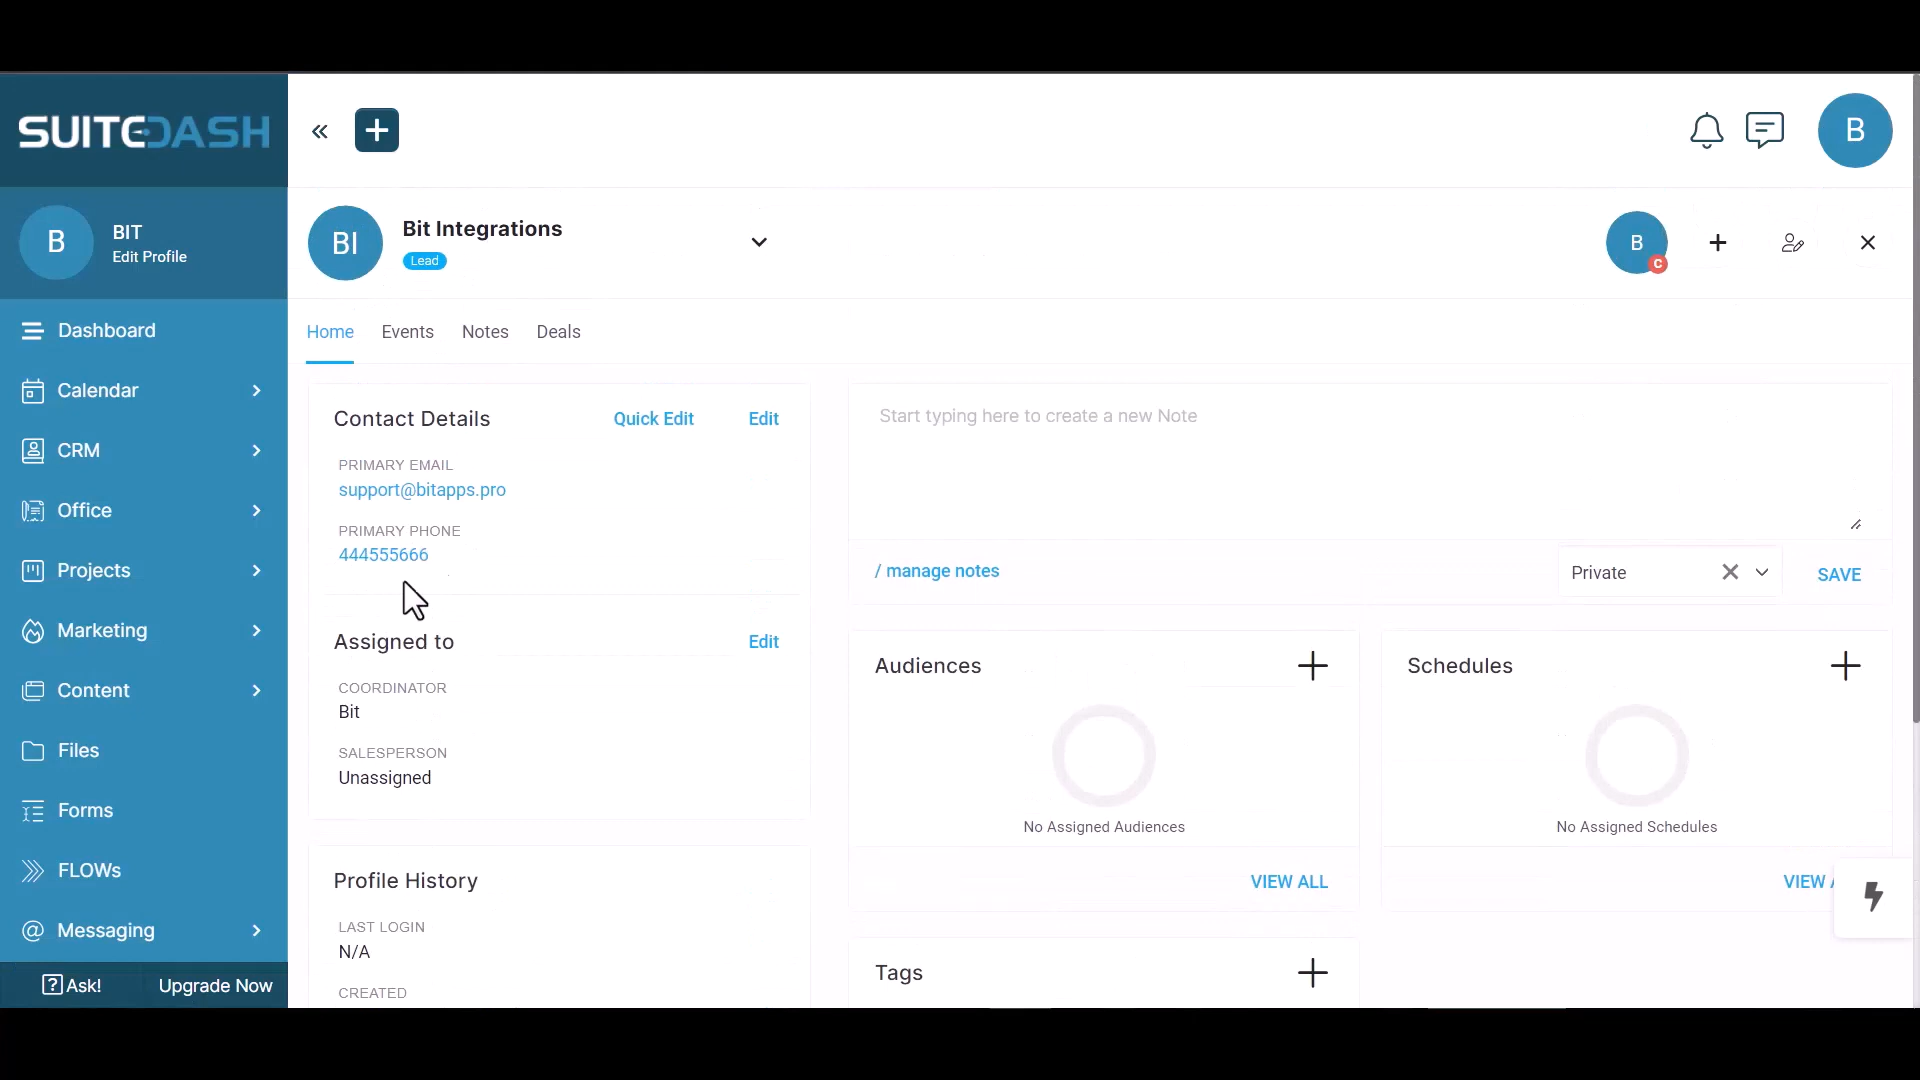 SUITEDASH
B
B
BIT
Edit Profile
BI
Bit Integrations
Lead
B
C
Dashboard
Calendar
CRM
Office
Projects
Marketing
Content
Files
Forms
FLOWs
Messaging
Ask!
Upgrade Now
Home
Events
Notes
Deals
Contact Details
Quick Edit
Edit
PRIMARY EMAIL
support@bitapps.pro
PRIMARY PHONE
444555666
Assigned to
Edit
COORDINATOR
Bit
SALESPERSON
Unassigned
Profile History
LAST LOGIN
N/A
CREATED
Start typing here to create a new Note
/ manage notes
Private
SAVE
Audiences
No Assigned Audiences
VIEW ALL
Schedules
No Assigned Schedules
VIEW
Tags